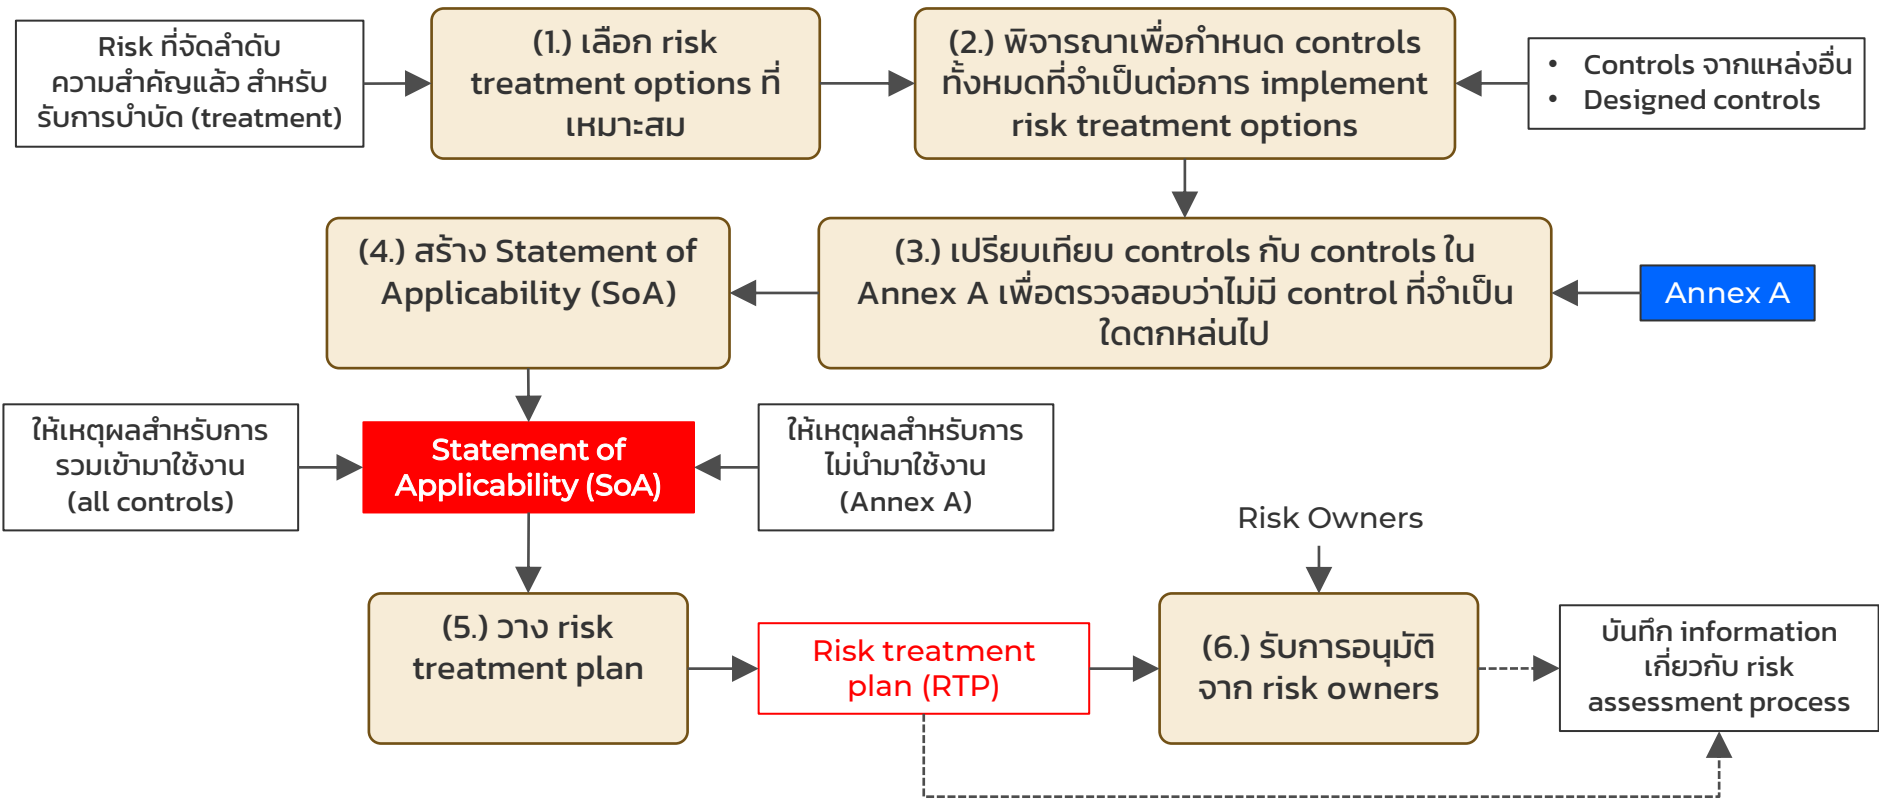 Risk ที่จัดลำดับ
ความสำคัญแล้ว สำหรับ
รับการบำบัด (treatment)
(1.) เลือก risk
treatment options ที่
เหมาะสม
(2.) พิจารณาเพื่อกำหนด controls
ทั้งหมดที่จำเป็นต่อการ implement
risk treatment options
• Controls จากแหล่งอื่น
• Designed controls
(3.) เปรียบเทียบ controls กับ controls ใน
Annex A เพื่อตรวจสอบว่าไม่มี control ที่จำเป็น
ใดตกหล่นไป
Annex A
(4.) สร้าง Statement of
Applicability (SoA)
ให้เหตุผลสำหรับการ
รวมเข้ามาใช้งาน
(all controls)
Statement of
Applicability (SoA)
ให้เหตุผลสำหรับการ
ไม่นำมาใช้งาน
(Annex A)
Risk Owners
(5.) วาง risk
treatment plan
Risk treatment
plan (RTP)
(6.) รับการอนุมัติ
จาก risk owners
บันทึก information
เกี่ยวกับ risk
assessment process